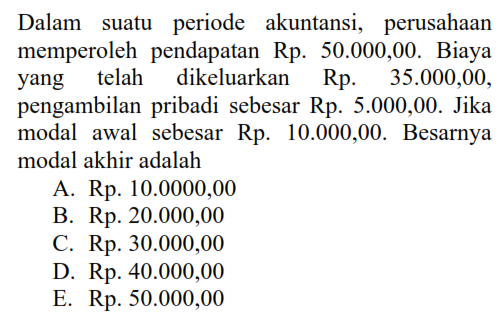 Dalam suatu periode akuntansi, perusahaan
memperoleh pendapatan Rp. 50.000,00. Biaya
yang telah dikeluarkan Rp. 35.000,00,
pengambilan pribadi sebesar Rp. 5.000,00. Jika
modal awal sebesar Rp. 10.000,00. Besarnya
modal akhir adalah
A. Rp. 10.0000,00
B. Rp. 20.000,00
C. Rp. 30.000,00
D. Rp. 40.000,00
E. Rp. 50.000,00